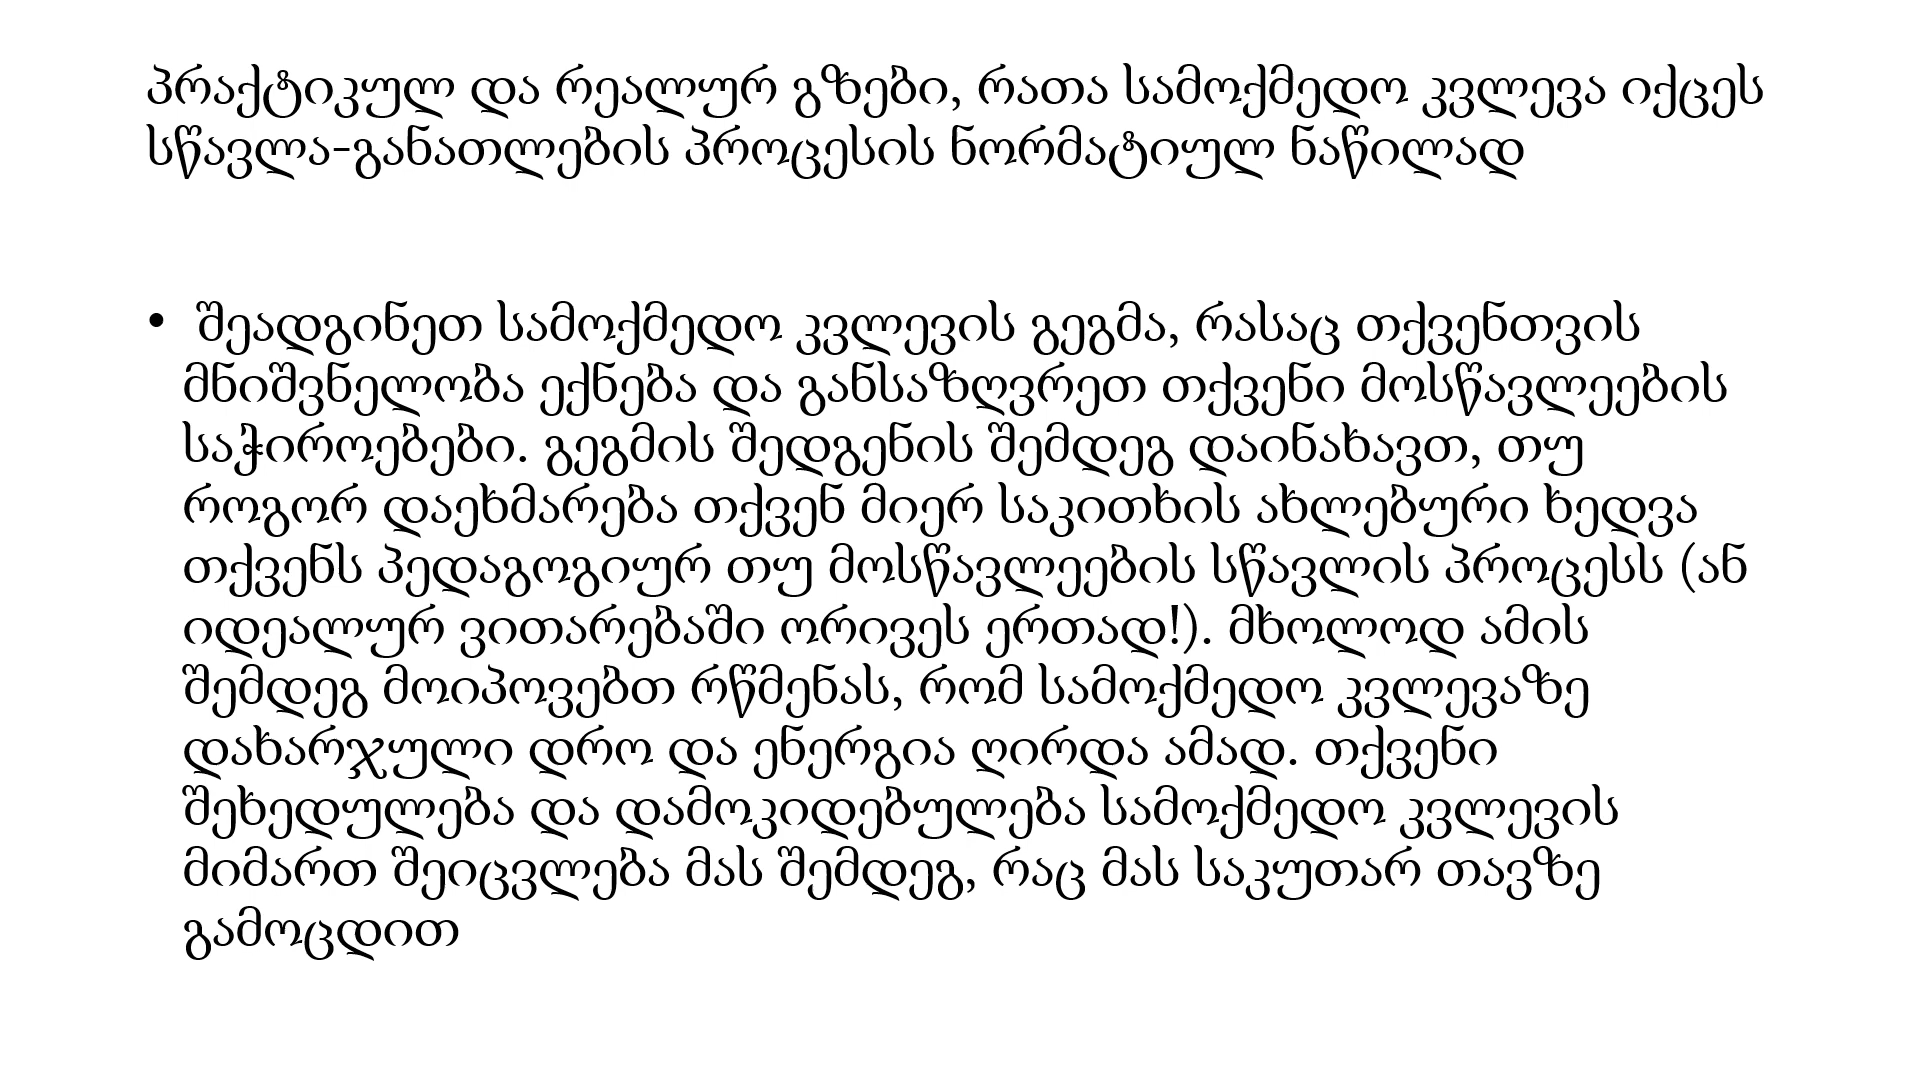 პრაქტიკულ და რეალურ გზები, რათა სამოქმედო კვლევა იქცეს
სწავლა-განათლების პროცესის ნორმატიულ ნაწილად
• შეადგინეთ სამოქმედო კვლევის გეგმა, რასაც თქვენთვის
მნიშვნელობა ექნება და განსაზღვრეთ თქვენი მოსწავლეების
საჭიროებები. გეგმის შედგენის შემდეგ დაინახავთ, თუ
როგორ დაეხმარება თქვენ მიერ საკითხის ახლებური ხედვა
თქვენს პედაგოგიურ თუ მოსწავლეების სწავლის პროცესს (ან
იდეალურ ვითარებაში ორივეს ერთად!). მხოლოდ ამის
შემდეგ მოიპოვებთ რწმენას, რომ სამოქმედო კვლევაზე
დახარჯული დრო და ენერგია ღირდა ამად. თქვენი
შეხედულება და დამოკიდებულება სამოქმედო კვლევის
მიმართ შეიცვლება მას შემდეგ, რაც მას საკუთარ თავზე
გამოცდით